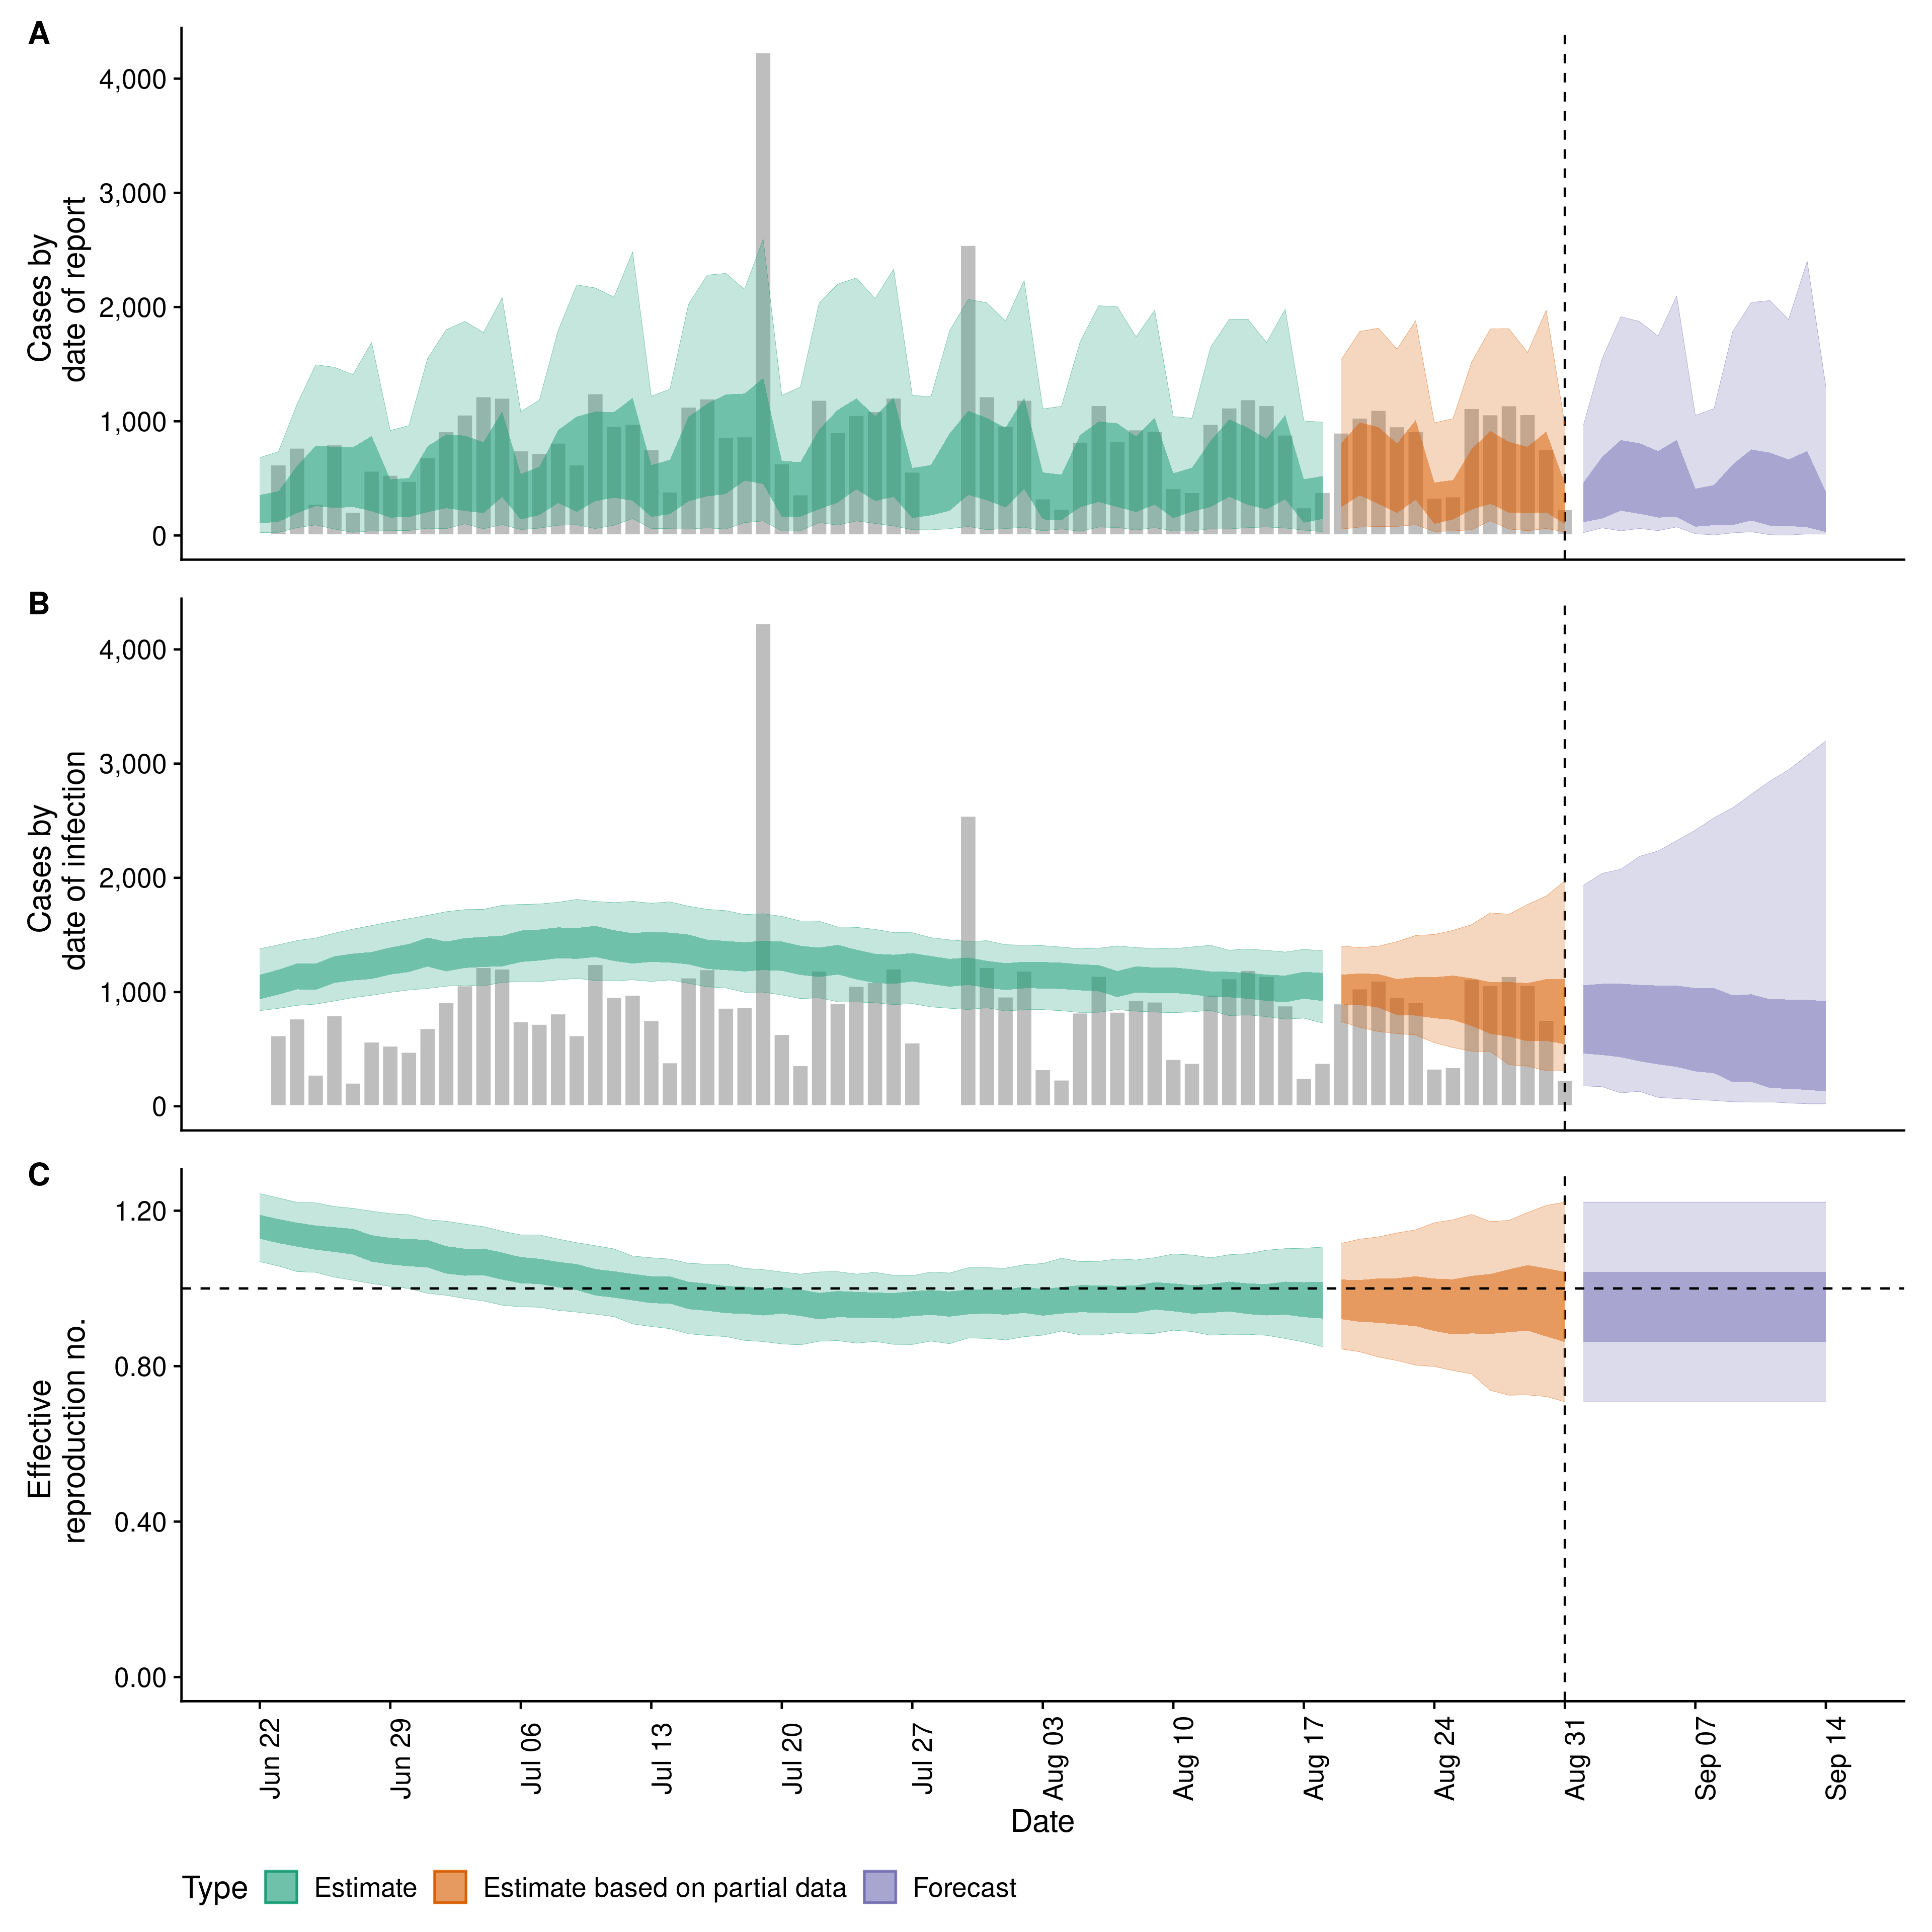 A
4,000
3,000
2,000
1,000
0
Cases by
date of report
B
4,000
3,000
2,000
1,000
0
Cases by
date of infection
C
1.20
0.80
0.40
0.00
Effective
reproduction no.
Jun 22
Jun 29
Jul 06
Jul 13
Jul 20
Jul 27
Aug 03
Aug 10
Aug 17
Aug 24
Aug 31
Sep 07
Sep 14
Date
Type Estimate Estimate based on partial data Forecast